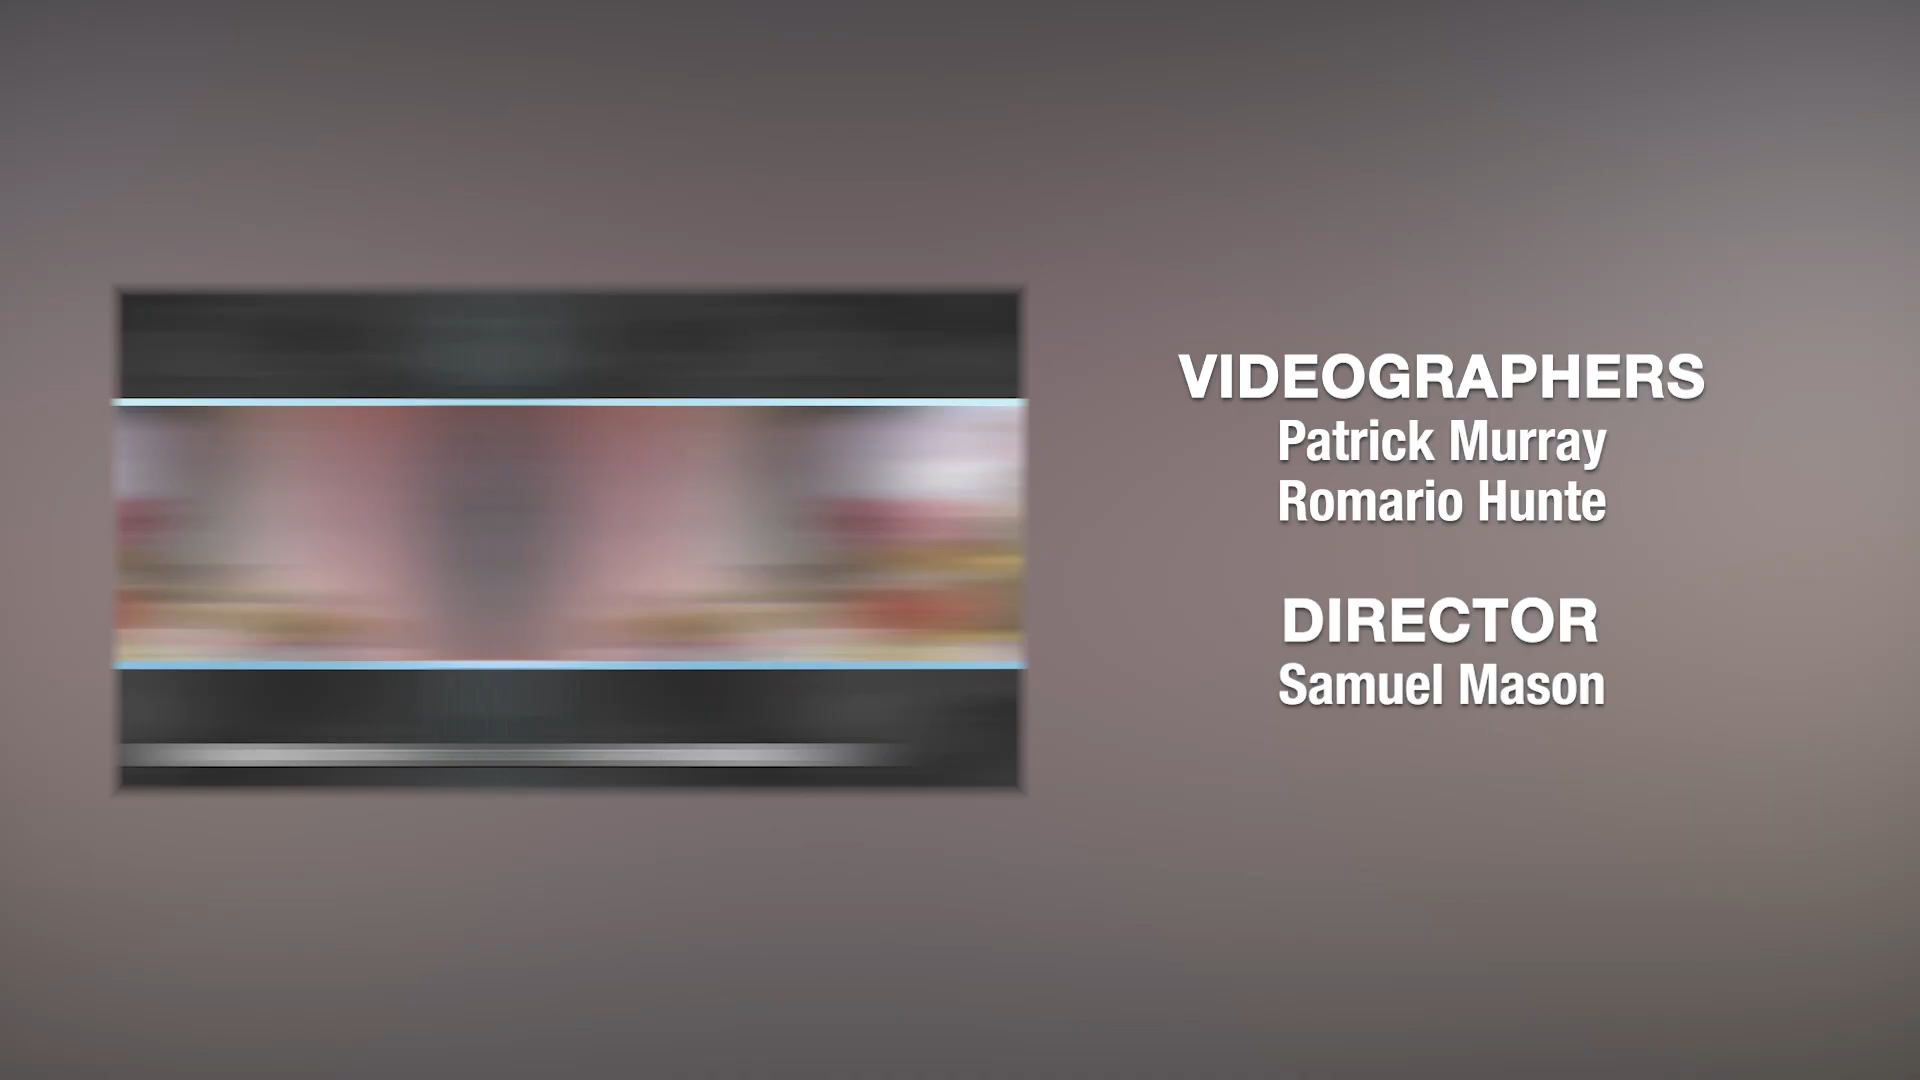 VIDEOGRAPHERS
Patrick Murray
Romario Hunte
DIRECTOR
Samuel Mason